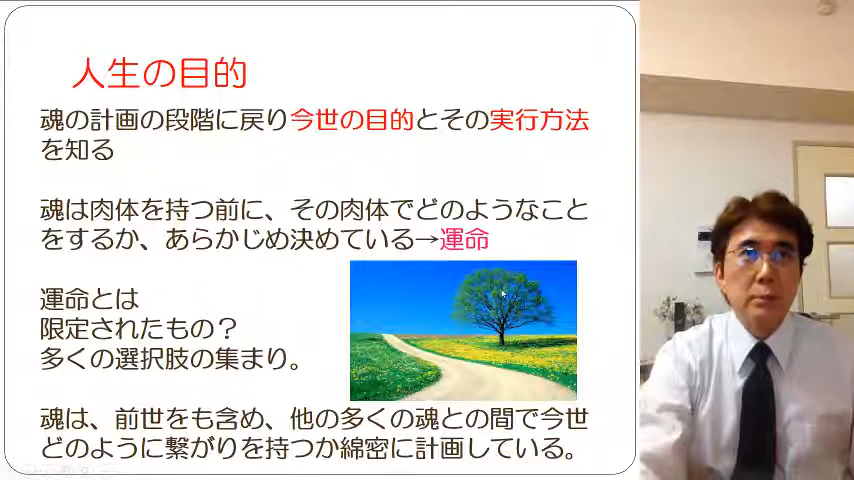 人生の目的
魂の計画の段階に戻り今世の目的とその実行方法
を知る
魂は肉体を持つ前に、その肉体でどのようなこと
をするか、あらかじめ決めている→運命
運命とは
限定されたもの？
多くの選択肢の集まり。
魂は、前世をも含め、他の多くの魂との間で今世
どのように繋がりを持つか綿密に計画している。